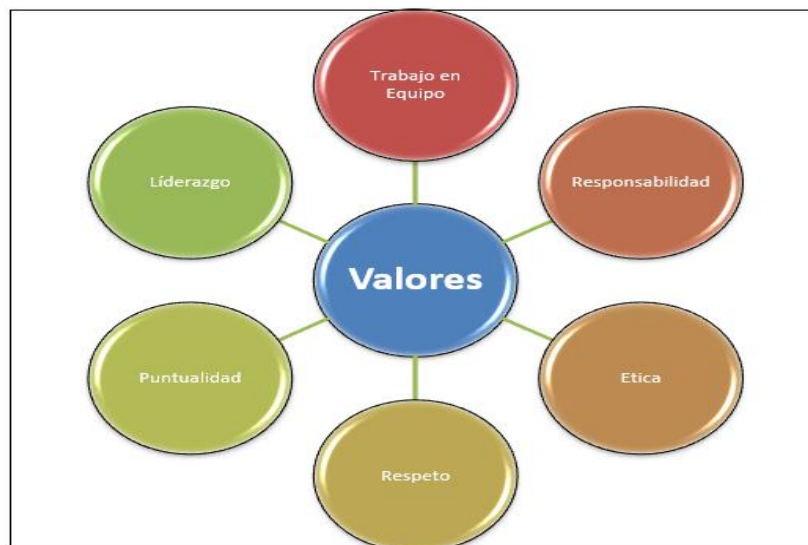 Trabajo en
Equipo
Líderazgo
Responsabilidad
Valores
Puntualidad
Etica
Respeto